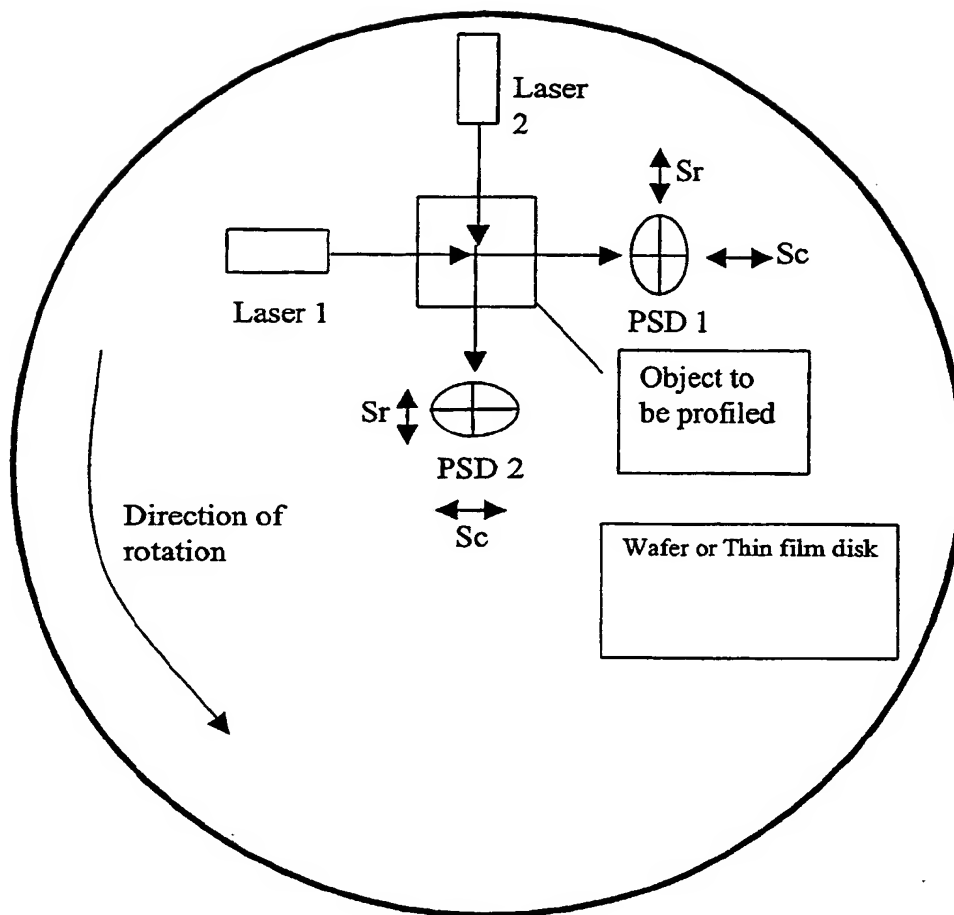 Laser
2
Sr
Sc
Laser 1
PSD 1
Object to
be profiled
Sr
PSD 2
Sc
Direction of
rotation
Wafer or Thin film disk